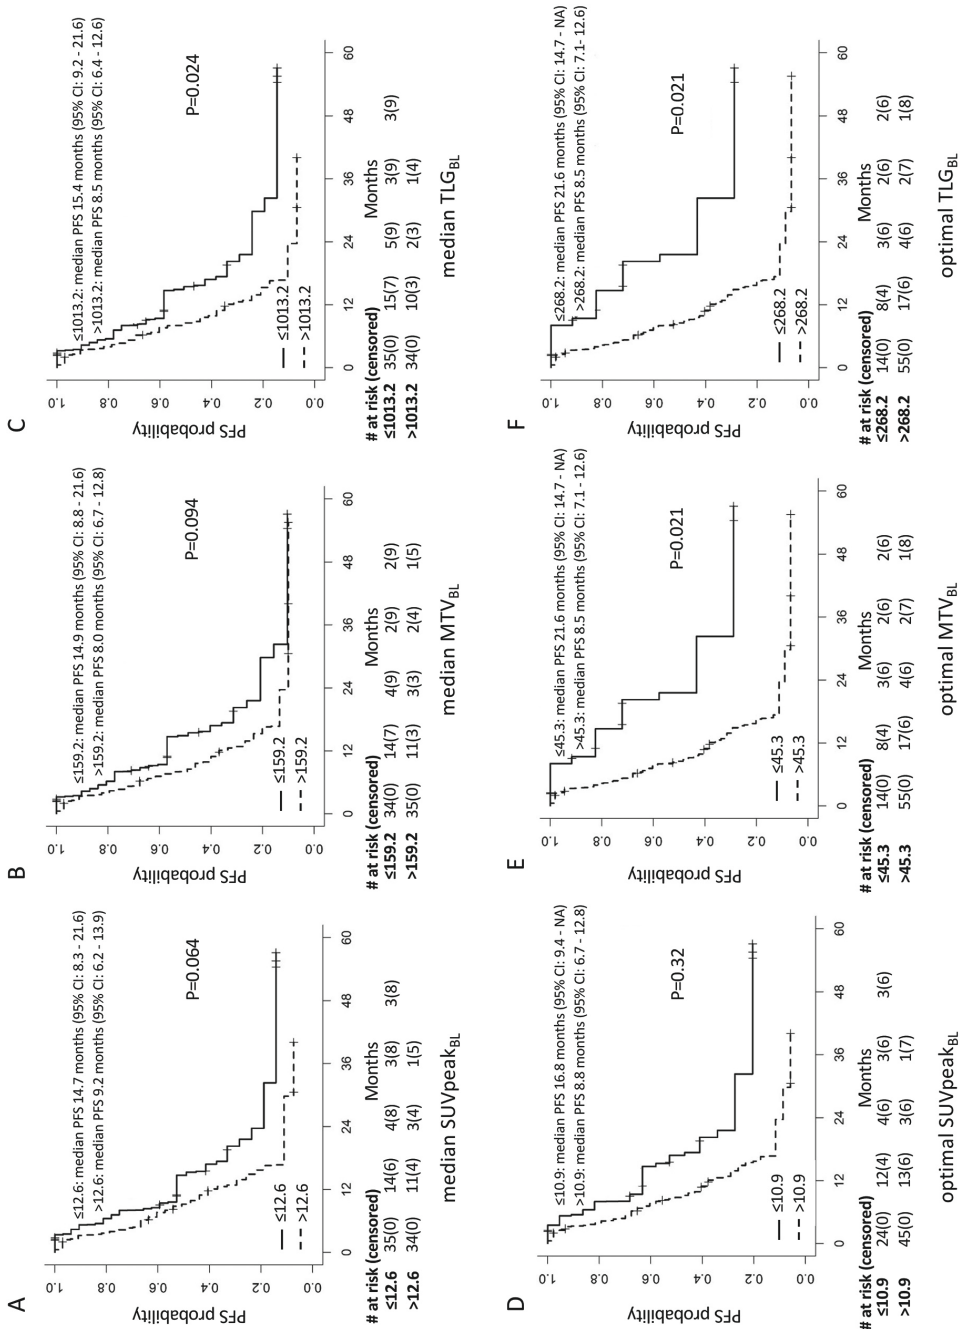 A
PFS probability
1.0
0.8
0.6
0.4
0.2
0.0
≤12.6: median PFS 14.7 months (95% CI: 8.3 - 21.6)
>12.6: median PFS 9.2 months (95% CI: 6.2 - 13.9)
P=0.064
≤12.6
>12.6
0 12 24 36 48 60
Months
# at risk (censored)
≤12.6 35(0) 14(6) 4(8) 3(8) 3(8)
>12.6 34(0) 11(4) 3(4) 1(5)
median SUVpeakBL
B
PFS probability
1.0
0.8
0.6
0.4
0.2
0.0
≤159.2: median PFS 14.9 months (95% CI: 8.8 - 21.6)
>159.2: median PFS 8.0 months (95% CI: 6.7 - 12.8)
P=0.094
≤159.2
>159.2
0 12 24 36 48 60
Months
# at risk (censored)
≤159.2 34(0) 14(7) 4(9) 2(9) 2(9)
>159.2 35(0) 11(3) 3(3) 2(4) 1(5)
median MTVBL
C
PFS probability
1.0
0.8
0.6
0.4
0.2
0.0
≤1013.2: median PFS 15.4 months (95% CI: 9.2 - 21.6)
>1013.2: median PFS 8.5 months (95% CI: 6.4 - 12.6)
P=0.024
≤1013.2
>1013.2
0 12 24 36 48 60
Months
# at risk (censored)
≤1013.2 35(0) 15(7) 5(9) 3(9) 3(9)
>1013.2 34(0) 10(3) 2(3) 1(4)
median TLGBL
D
PFS probability
1.0
0.8
0.6
0.4
0.2
0.0
≤10.9: median PFS 16.8 months (95% CI: 9.4 - NA)
>10.9: median PFS 8.8 months (95% CI: 6.7 - 12.8)
P=0.32
≤10.9
>10.9
0 12 24 36 48 60
Months
# at risk (censored)
≤10.9 24(0) 12(4) 4(6) 3(6) 3(6)
>10.9 45(0) 13(6) 3(6) 1(7)
optimal SUVpeakBL
E
PFS probability
1.0
0.8
0.6
0.4
0.2
0.0
≤45.3: median PFS 21.6 months (95% CI: 14.7 - NA)
>45.3: median PFS 8.5 months (95% CI: 7.1 - 12.6)
P=0.021
≤45.3
>45.3
0 12 24 36 48 60
Months
# at risk (censored)
≤45.3 14(0) 8(4) 3(6) 2(6) 2(6)
>45.3 55(0) 17(6) 4(6) 2(7) 1(8)
optimal MTVBL
F
PFS probability
1.0
0.8
0.6
0.4
0.2
0.0
≤268.2: median PFS 21.6 months (95% CI: 14.7 - NA)
>268.2: median PFS 8.5 months (95% CI: 7.1- 12.6)
P=0.021
≤268.2
>268.2
0 12 24 36 48 60
Months
# at risk (censored)
≤268.2 14(0) 8(4) 3(6) 2(6) 2(6)
>268.2 55(0) 17(6) 4(6) 2(7) 1(8)
optimal TLGBL